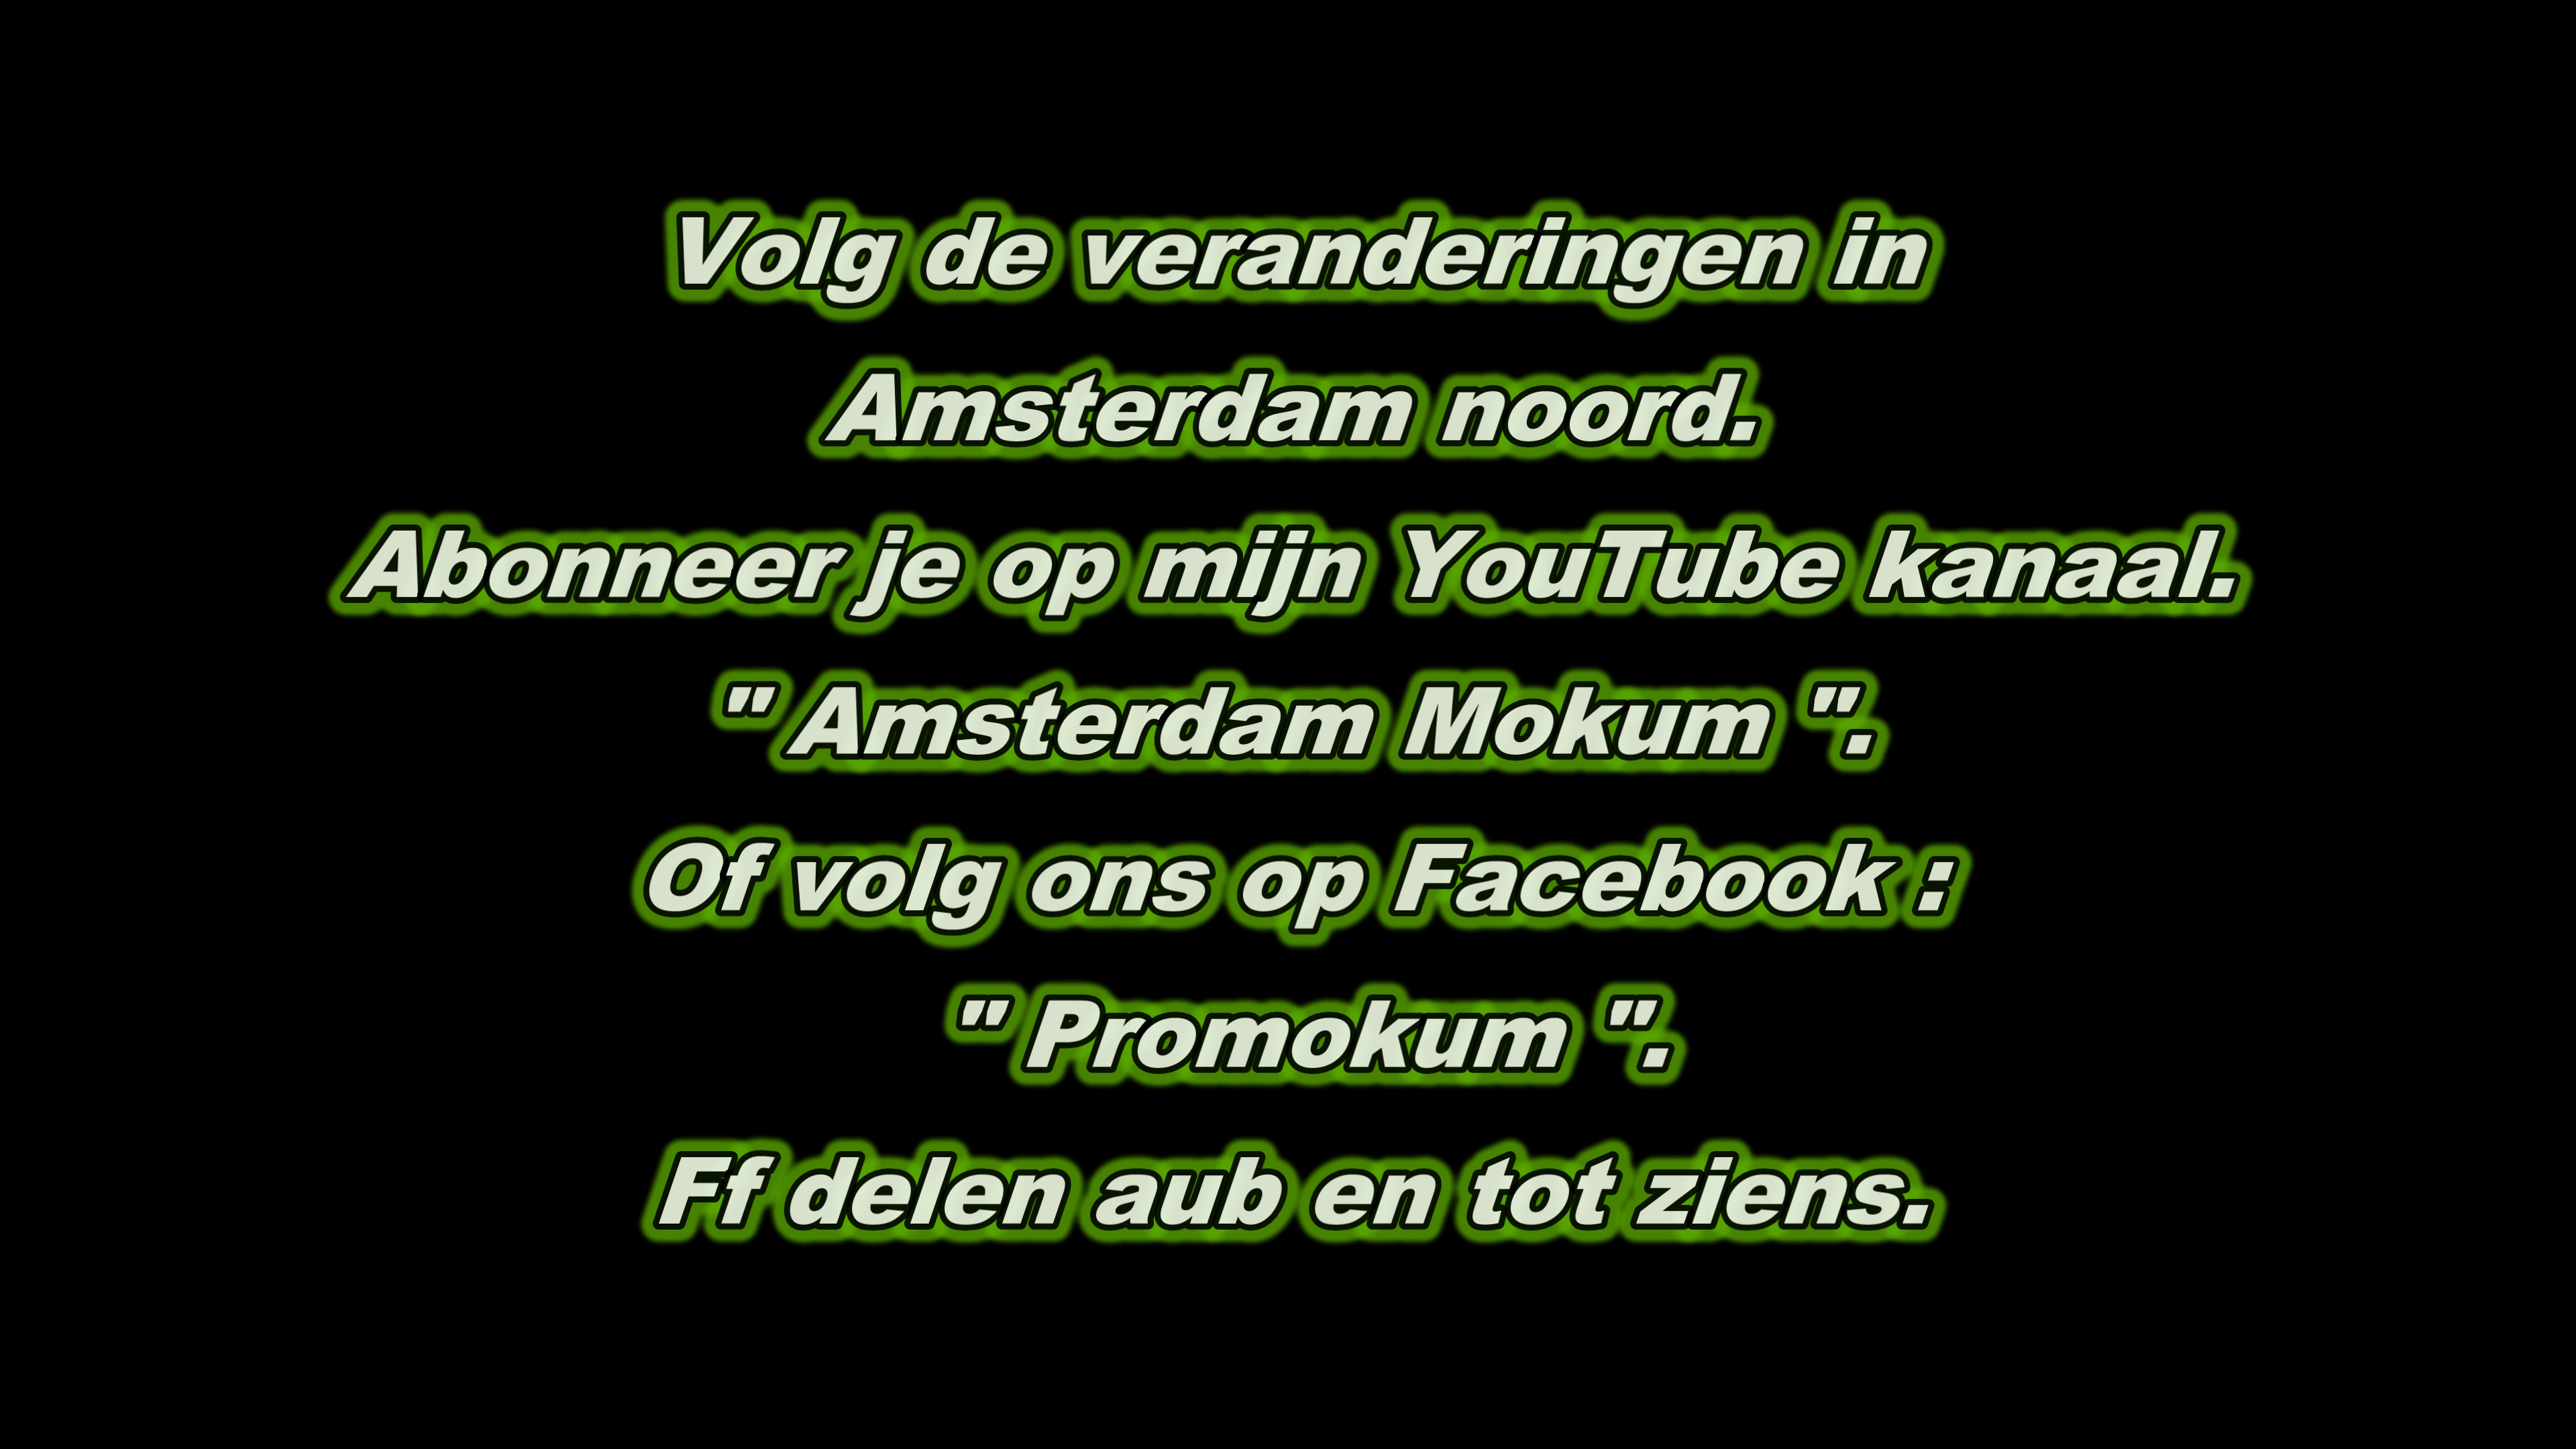 Volg de veranderingen in
Amsterdam noord.
Abonneer je op mijn YouTube kanaal.
" Amsterdam Mokum ".
Of volg ons op Facebook :
" Promokum ".
Ff delen aub en tot ziens.